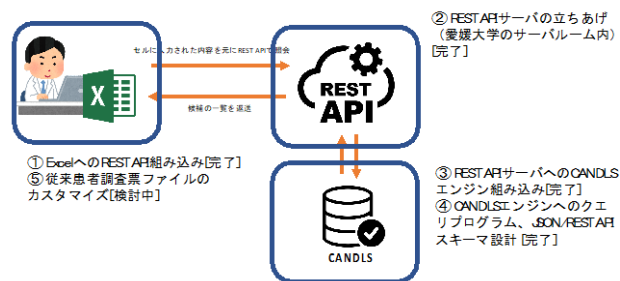 セルに入力された内容を元にREST APIで照会
候補の一覧を返送
X
REST
API
CANDLS
② REST APIサーバの立ちあげ
（愛媛大学のサーバルーム内）
[完了]
① ExcelへのREST API組み込み[完了]
⑤ 従来患者調査票ファイルの
カスタマイズ[検討中]
③ REST APIサーバへのCANDLS
エンジン組み込み[完了]
④ CANDLSエンジンへのクエ
リプログラム、JSON/REST API
スキーマ設計 [完了]